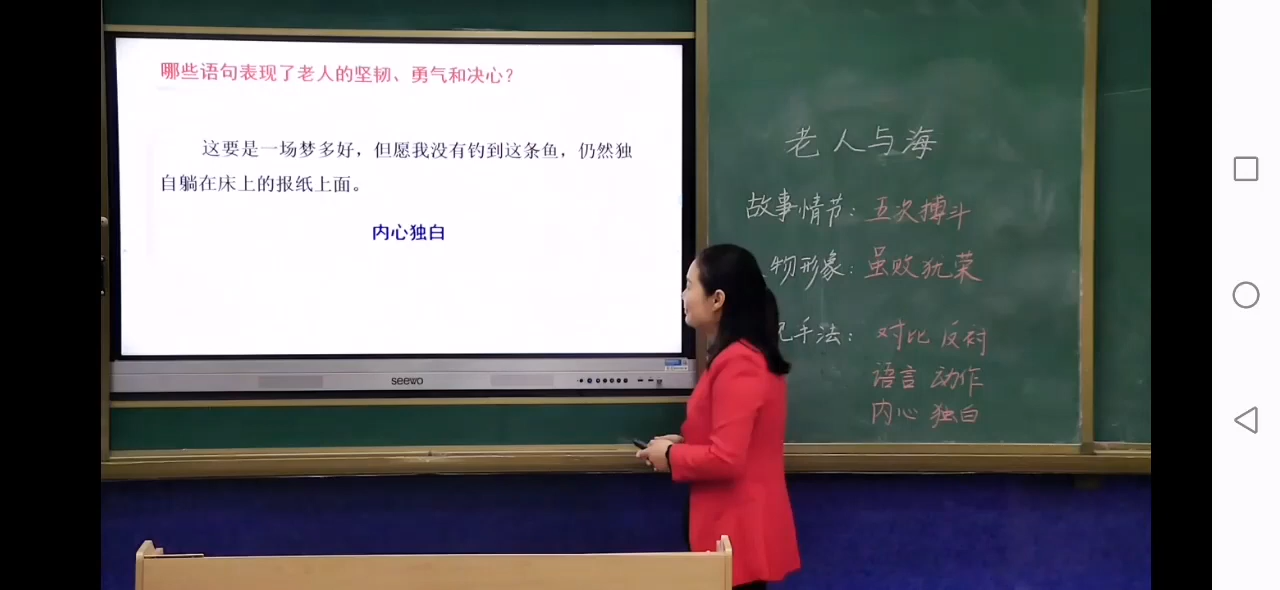 哪些语句表现了老人的坚韧、勇气和决心？
这要是一场梦多好，但愿我没有钓到这条鱼，仍然独
自躺在床上的报纸上面。
内心独白
seewo
老人与海
故事情节：五次搏斗
物形象：虽败犹荣
手法：对比 反衬
语言 动作
内心 独白